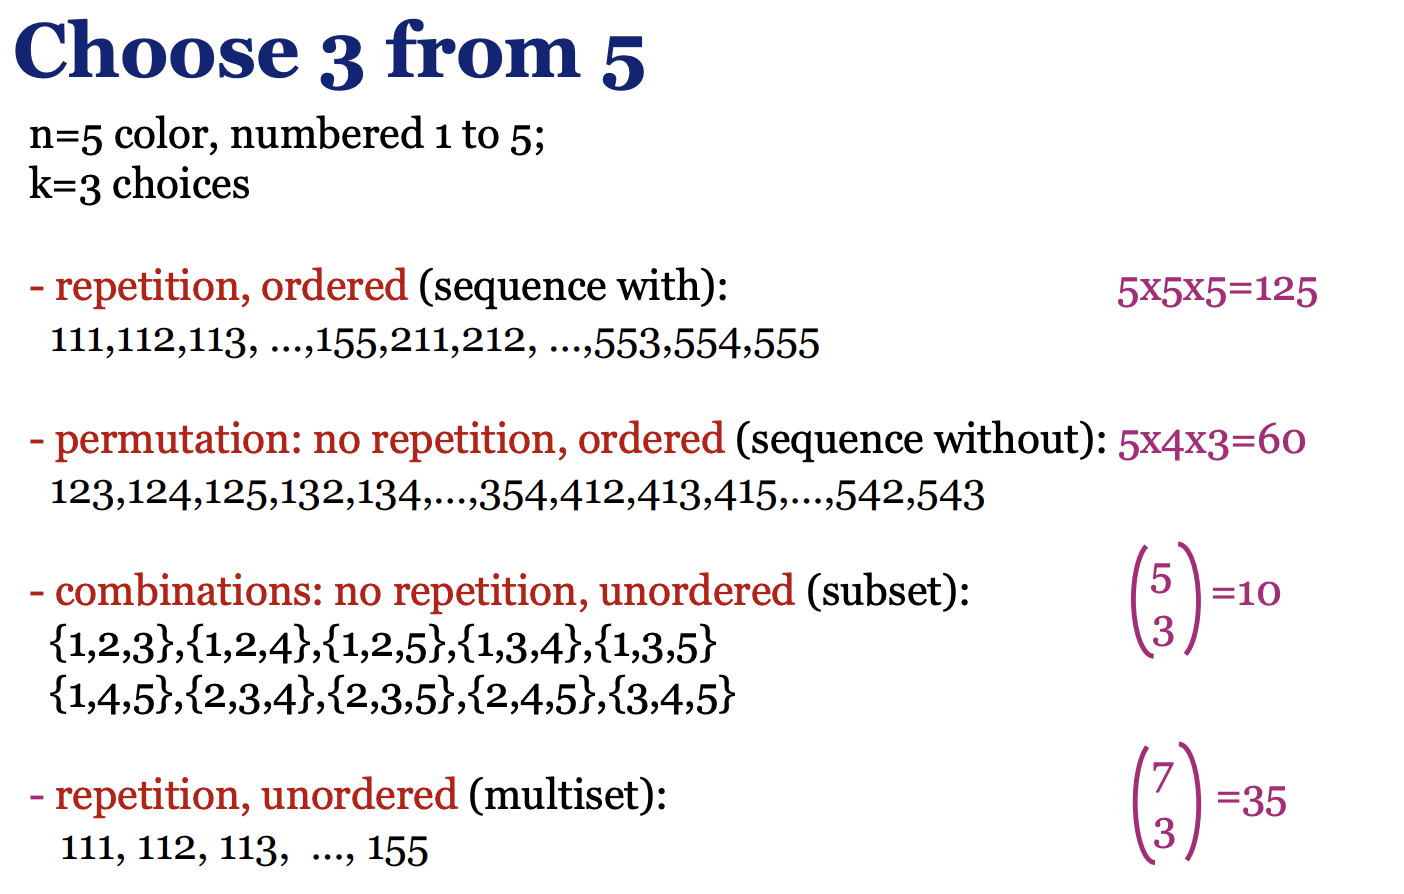 Choose 3 from 5
n=5 color, numbered 1 to 5;
k=3 choices
- repetition, ordered (sequence with): 5x5x5=125
111,112,113, ...,155,211,212, ...,553,554,555
- permutation: no repetition, ordered (sequence without): 5x4x3=60
123,124,125,132,134,...,354,412,413,415,...,542,543
- combinations: no repetition, unordered (subset): (5 3) =10
{1,2,3},{1,2,4},{1,2,5},{1,3,4},{1,3,5}
{1,4,5},{2,3,4},{2,3,5},{2,4,5},{3,4,5}
- repetition, unordered (multiset): (7 3) =35
111, 112, 113, ..., 155